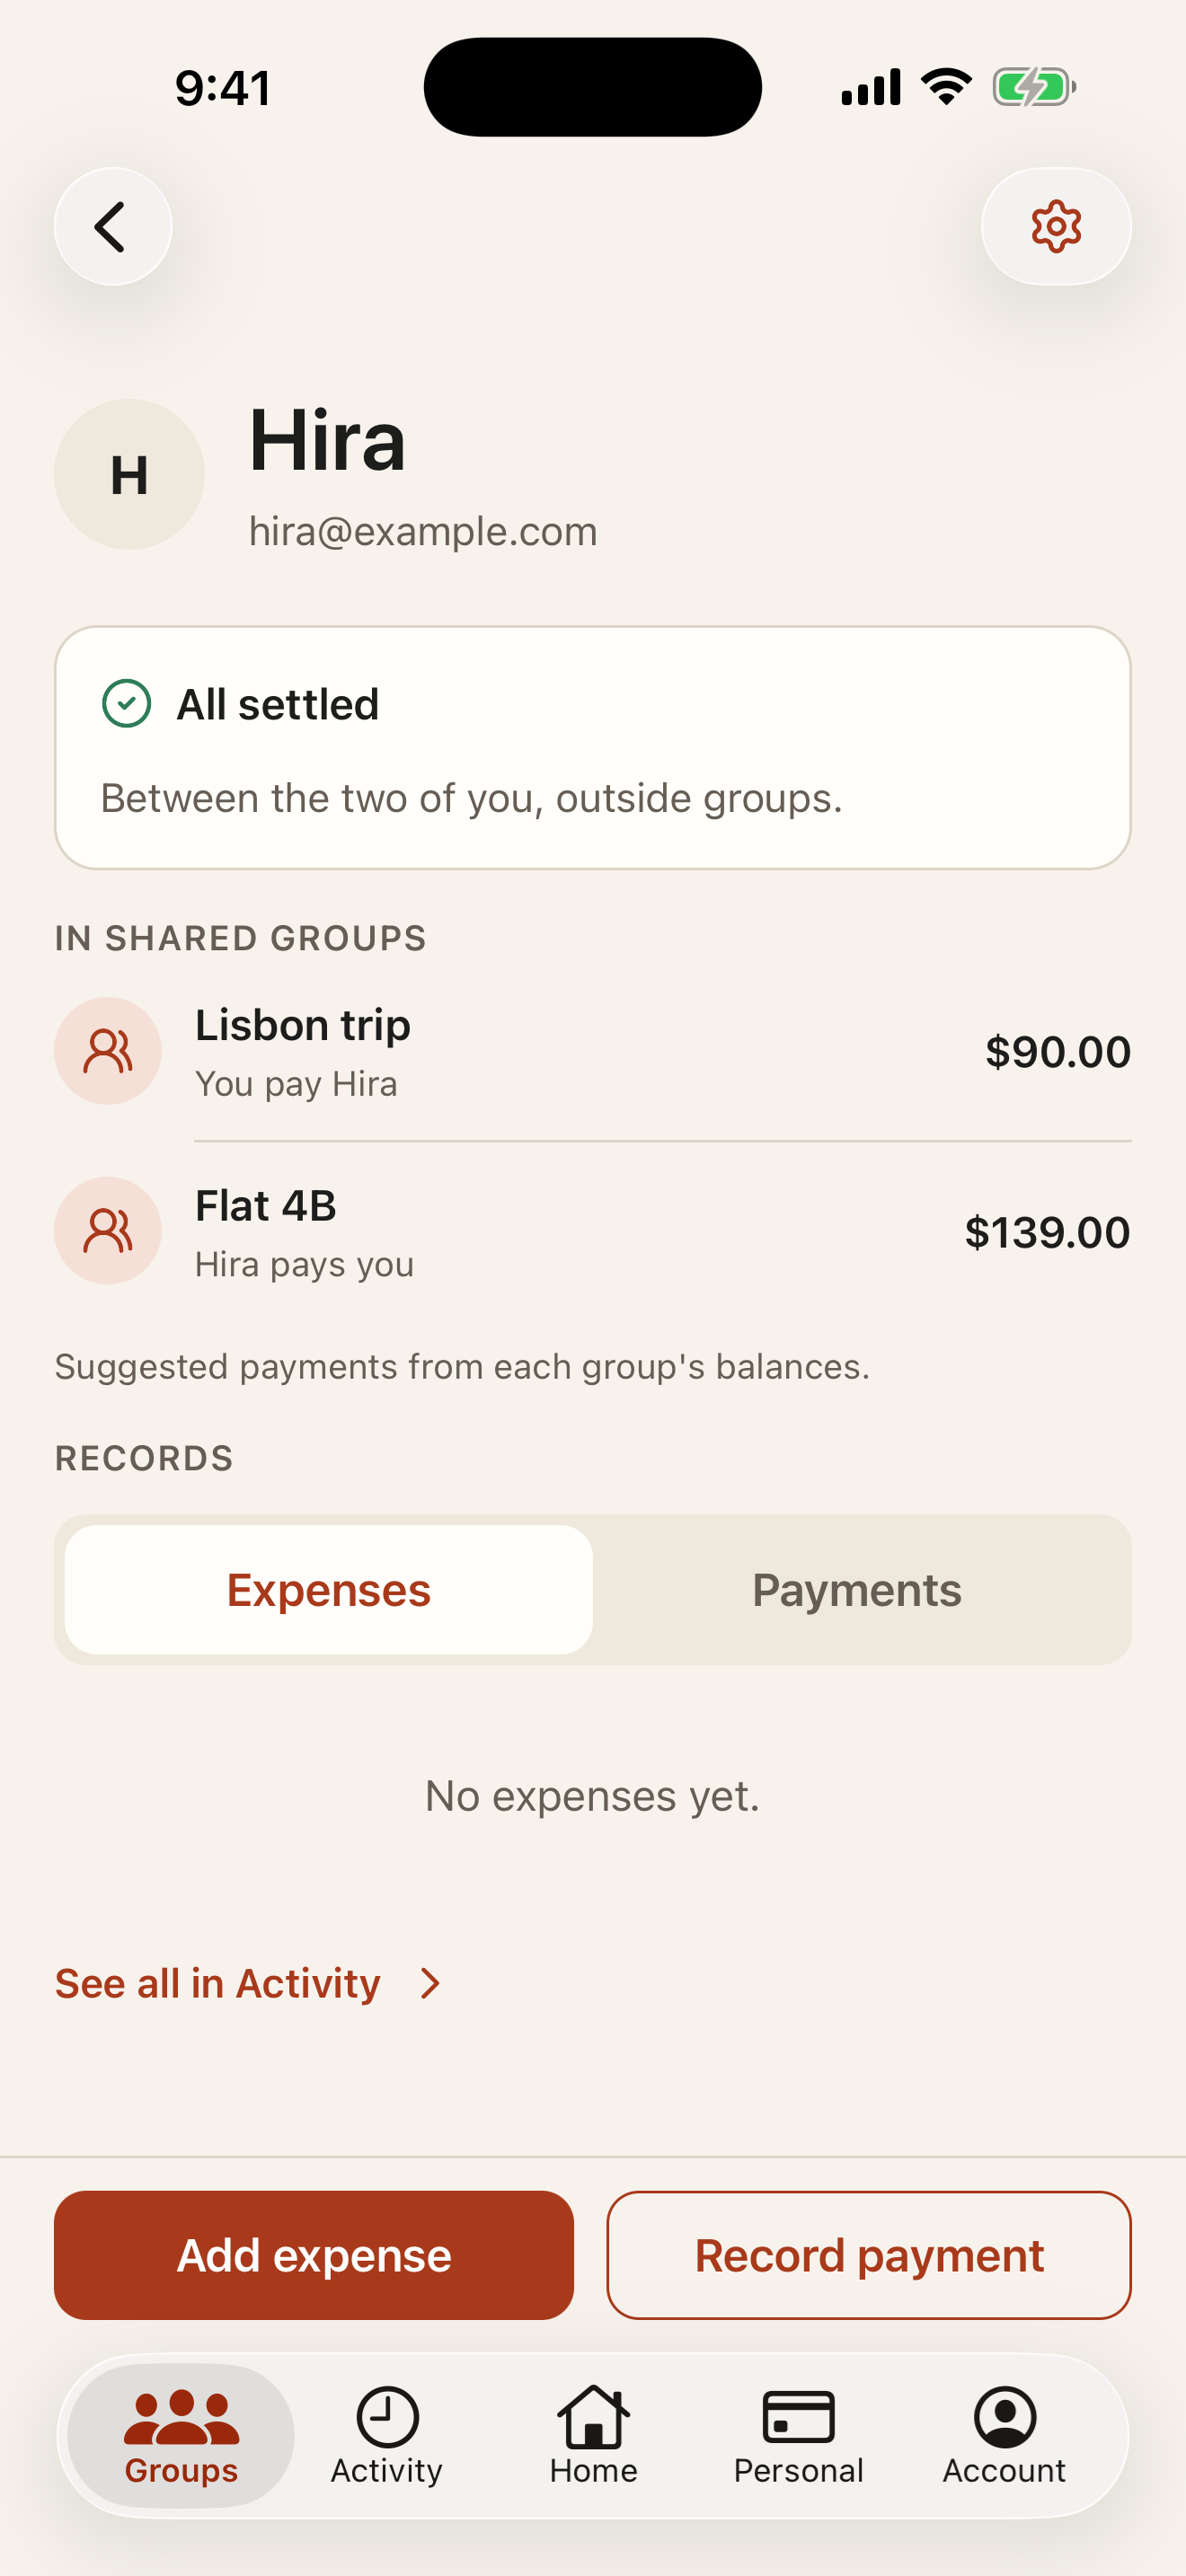 9:41
H
Hira
hira@example.com
All settled
Between the two of you, outside groups.
IN SHARED GROUPS
Lisbon trip
You pay Hira
$90.00
Flat 4B
Hira pays you
$139.00
Suggested payments from each group's balances.
RECORDS
Expenses
Payments
No expenses yet.
See all in Activity
Add expense
Record payment
Groups
Activity
Home
Personal
Account